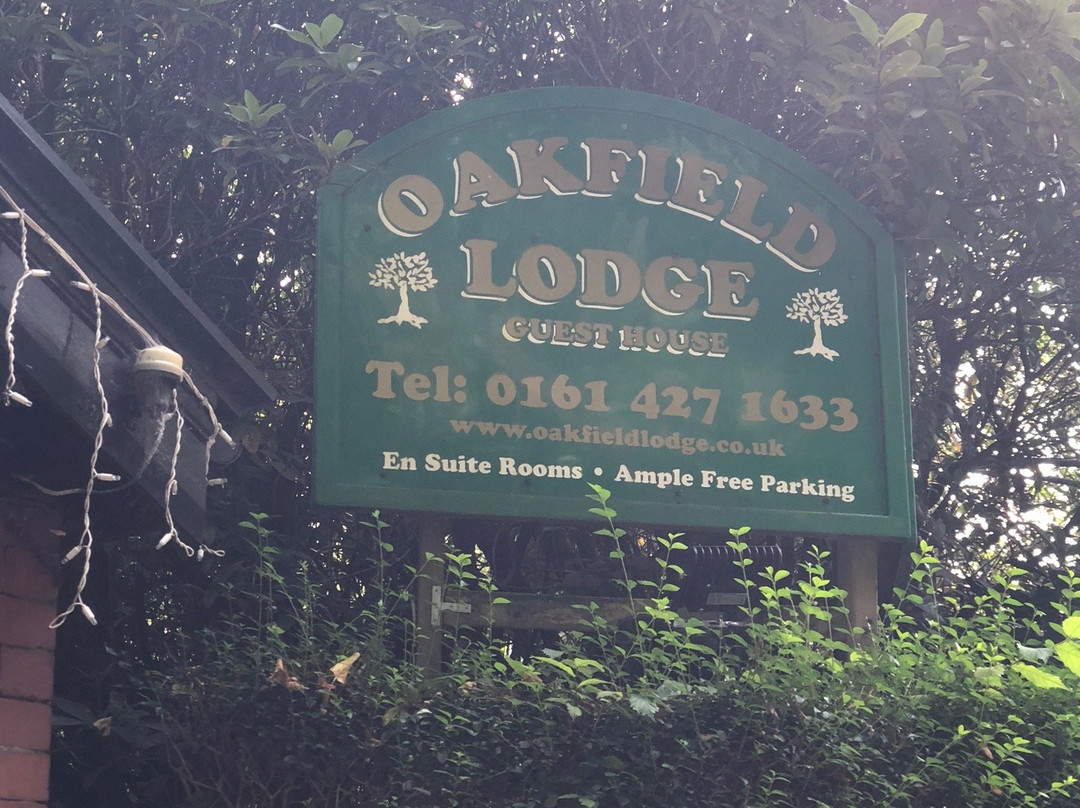 OAKFIELD
LODGE
GUEST HOUSE
Tel: 0161 427 1633
www.oakfieldlodge.co.uk
En Suite Rooms • Ample Free Parking